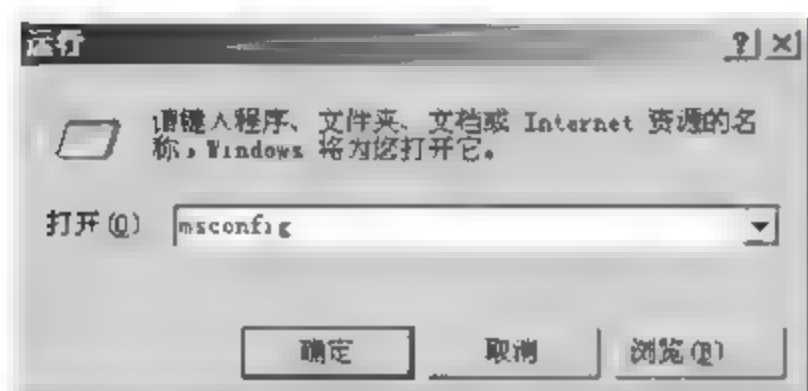 运行
请键入程序、文件夹、文档或 Internet 资源的名
称，Windows 将为您打开它。
打开(O) msconfig
确定 取消 浏览(B)